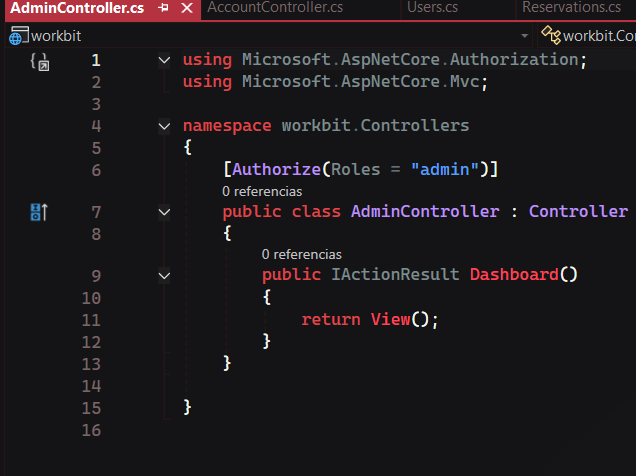 AdminController.cs AccountController.cs Users.cs Reservations.cs
workbit workbit.Co
1 using Microsoft.AspNetCore.Authorization;
2 using Microsoft.AspNetCore.Mvc;
3
4 namespace workbit.Controllers
5 {
6 [Authorize(Roles = "admin")]
0 referencias
7 public class AdminController : Controller
8 {
0 referencias
9 public IActionResult Dashboard()
10 {
11 return View();
12 }
13 }
14
15 }
16